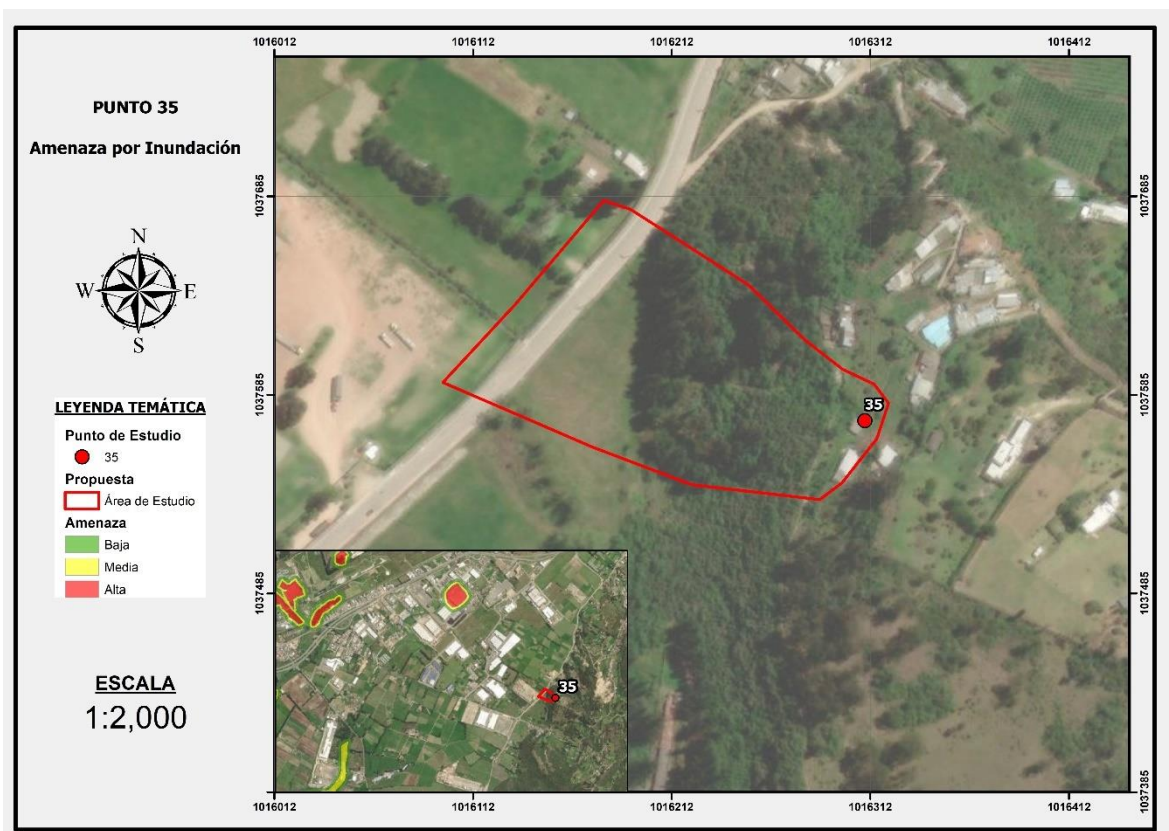 PUNTO 35
Amenaza por Inundación
N
W
E
S
LEYENDA TEMÁTICA
Punto de Estudio
35
Propuesta
Área de Estudio
Amenaza
Baja
Media
Alta
ESCALA
1:2,000
1016012
1016112
1016212
1016312
1016412
1037685
1037685
1037585
1037585
35
1037485
1037485
35
1037385
1016012
1016112
1016212
1016312
1016412